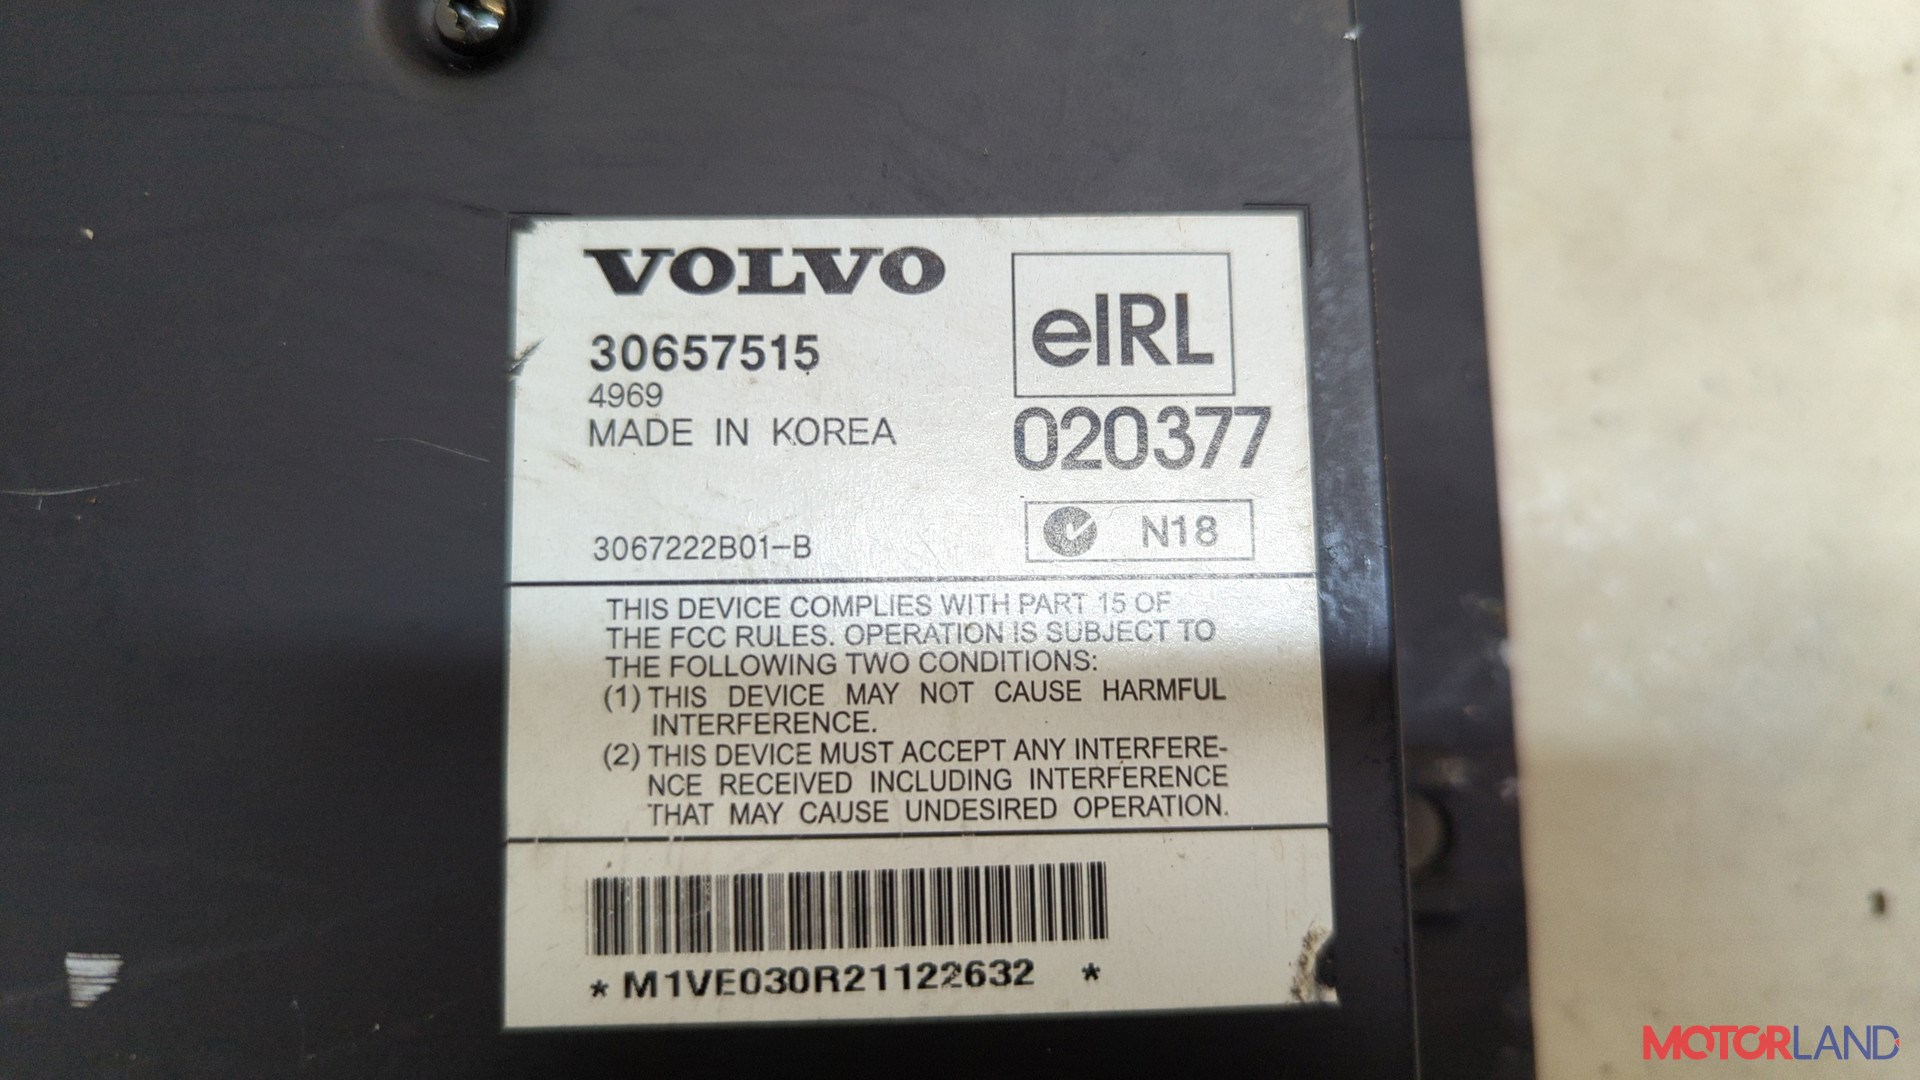 VOLVO
30657515
4969
MADE IN KOREA
eIRL
020377
N18
3067222B01-B
THIS DEVICE COMPLIES WITH PART 15 OF
THE FCC RULES. OPERATION IS SUBJECT TO
THE FOLLOWING TWO CONDITIONS:
(1) THIS DEVICE MAY NOT CAUSE HARMFUL
INTERFERENCE.
(2) THIS DEVICE MUST ACCEPT ANY INTERFERE-
NCE RECEIVED INCLUDING INTERFERENCE
THAT MAY CAUSE UNDESIRED OPERATION.
* M1VE030R21122632 *
MOTORLAND